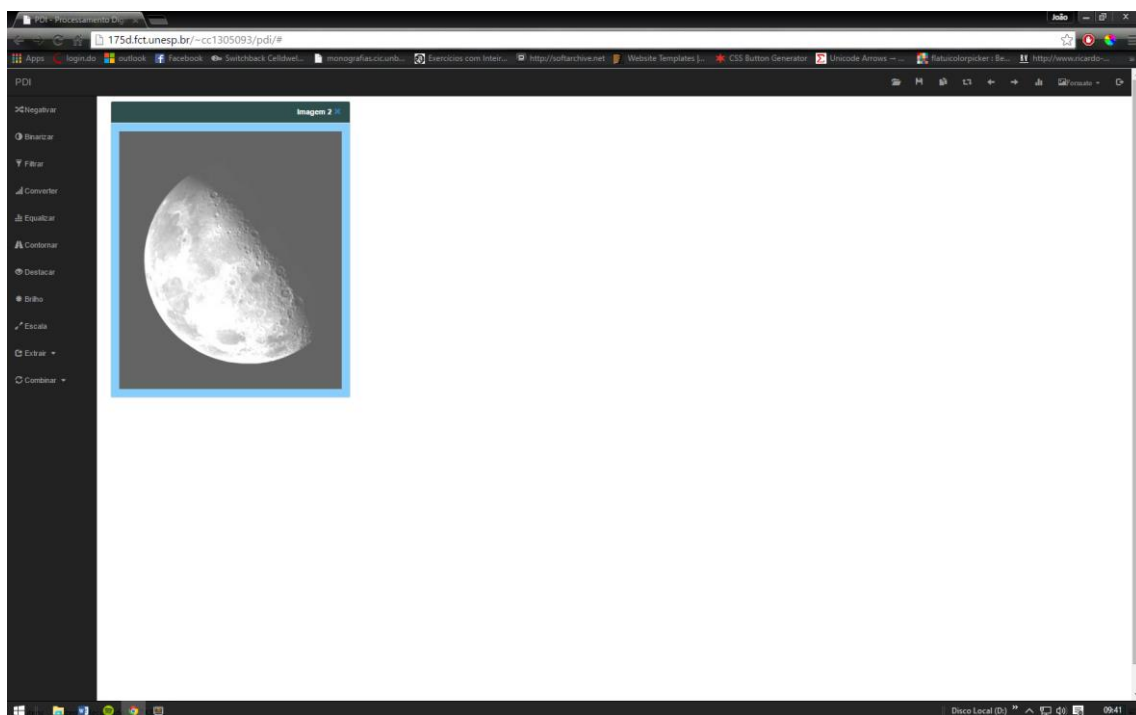 PDI - Processamento Dig
João
175d.fct.unesp.br/~cc1305093/pdi/#
Apps login.do outlook Facebook Switchback Celldwel... monografias.cic.unb... Exercícios com Inteir... http://softarchive.net Website Templates |... CSS Button Generator Unicode Arrows — ... flatuicolorpicker : Be... http://www.ricardo-...
PDI
Formato
Negativar
Imagem 2
Binarizar
Filtrar
Converter
Equalizar
Contornar
Destacar
Brilho
Escala
Extrair
Combinar
Disco Local (D:) 09:41